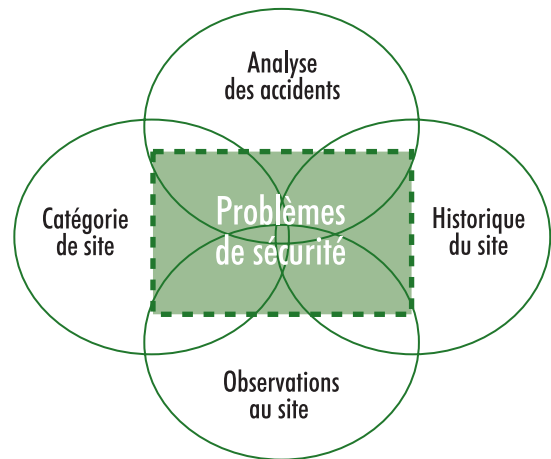 Analyse
des accidents
Catégorie
de site
Problèmes
de sécurité
Historique
du site
Observations
au site